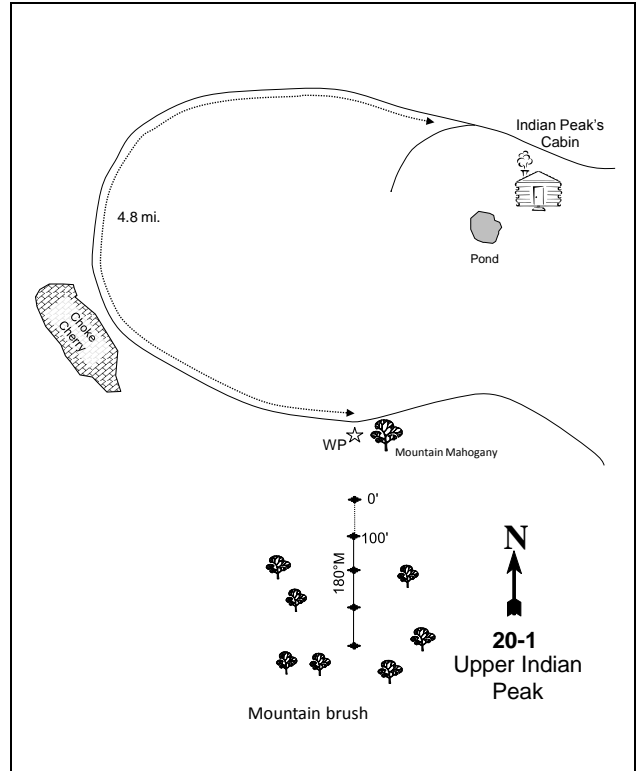 Indian Peak's
Cabin
4.8 mi.
Pond
Choke
Cherry
WP
Mountain Mahogany
0'
100'
180°M
N
20-1
Upper Indian
Peak
Mountain brush